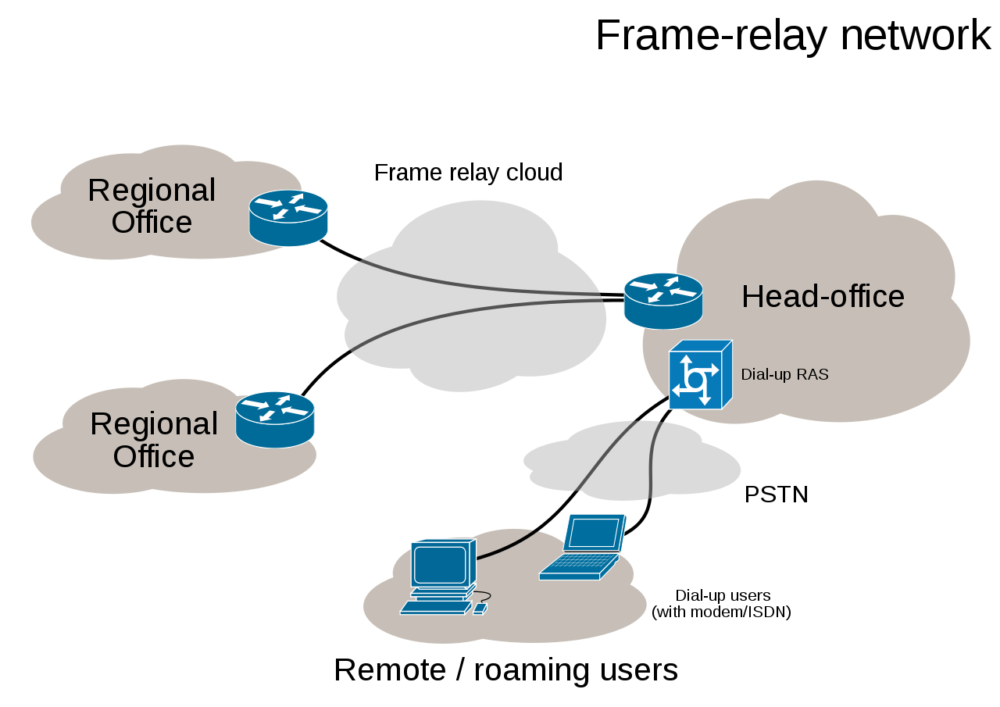 Frame-relay network
Regional
Office
Frame relay cloud
Head-office
Dial-up RAS
Regional
Office
PSTN
Dial-up users
(with modem/ISDN)
Remote / roaming users